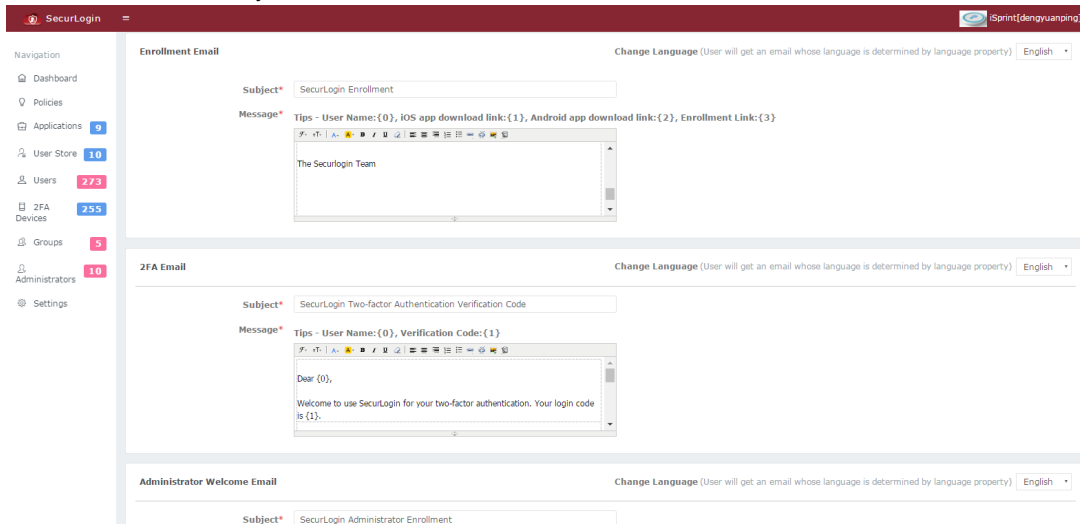 SecurLogin
iSprint[dengyuanping]
Navigation
Dashboard
Policies
Applications 9
User Store 10
Users 273
2FA Devices 255
Groups 5
Administrators 10
Settings
Enrollment Email
Change Language (User will get an email whose language is determined by language property) English
Subject* SecurLogin Enrollment
Message* Tips - User Name:{0}, iOS app download link:{1}, Android app download link:{2}, Enrollment Link:{3}
The Securlogin Team
2FA Email
Change Language (User will get an email whose language is determined by language property) English
Subject* SecurLogin Two-factor Authentication Verification Code
Message* Tips - User Name:{0}, Verification Code:{1}
Dear {0},
Welcome to use SecurLogin for your two-factor authentication. Your login code
is {1}.
Administrator Welcome Email
Change Language (User will get an email whose language is determined by language property) English
Subject* SecurLogin Administrator Enrollment